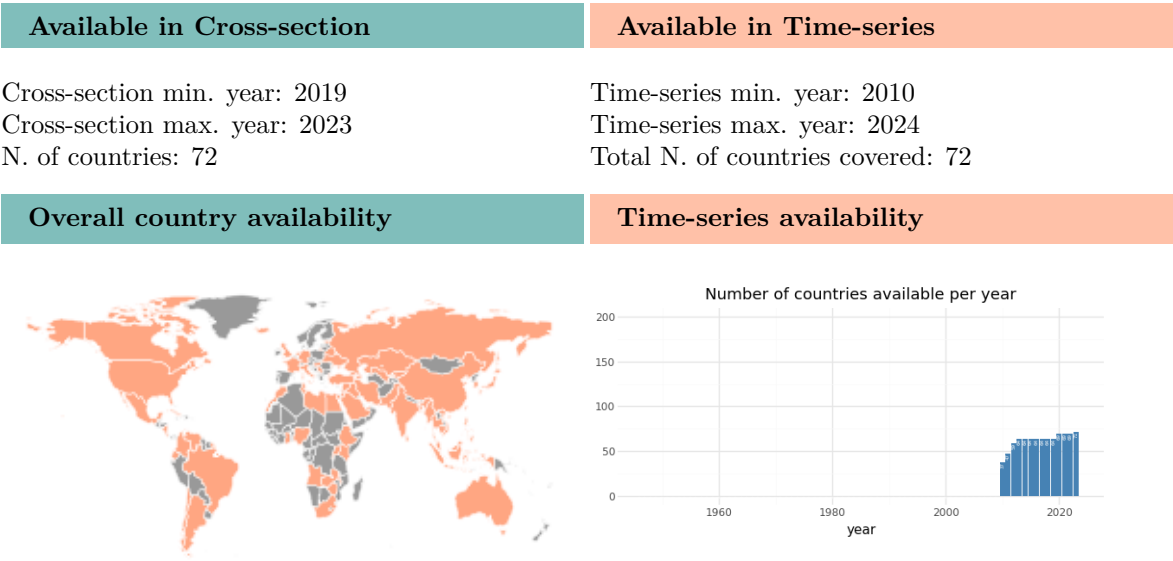 Available in Cross-section
Available in Time-series
Cross-section min. year: 2019
Cross-section max. year: 2023
N. of countries: 72
Time-series min. year: 2010
Time-series max. year: 2024
Total N. of countries covered: 72
Overall country availability
Time-series availability
Number of countries available per year
200
150
100
50
0
1960
1980
2000
2020
year